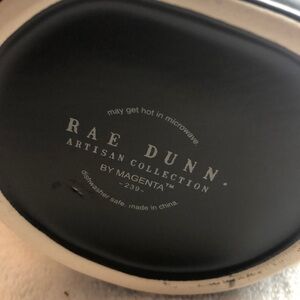 may get hot in microwave.
RAE DUNN®
ARTISAN COLLECTION
BY MAGENTA™
-239-
dishwasher safe. made in china.